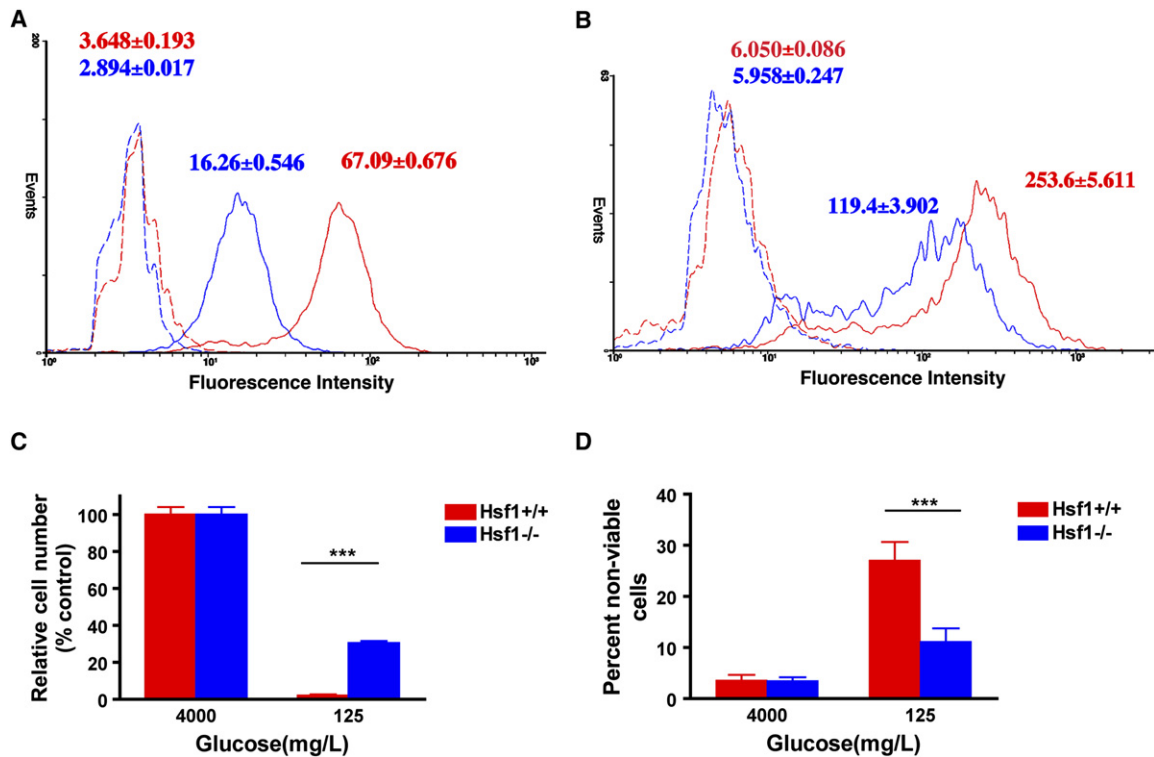 A
200
3.648±0.193
2.894±0.017
16.26±0.546
67.09±0.676
Events
0
10⁰
10¹
10²
10³
Fluorescence Intensity
B
63
6.050±0.086
5.958±0.247
119.4±3.902
253.6±5.611
Events
10⁰
10¹
10²
10³
Fluorescence Intensity
C
Relative cell number
(% control)
100
80
60
40
20
0
***
Hsf1+/+
Hsf1-/-
4000
125
Glucose(mg/L)
D
Percent non-viable
cells
40
30
20
10
0
***
Hsf1+/+
Hsf1-/-
4000
125
Glucose(mg/L)